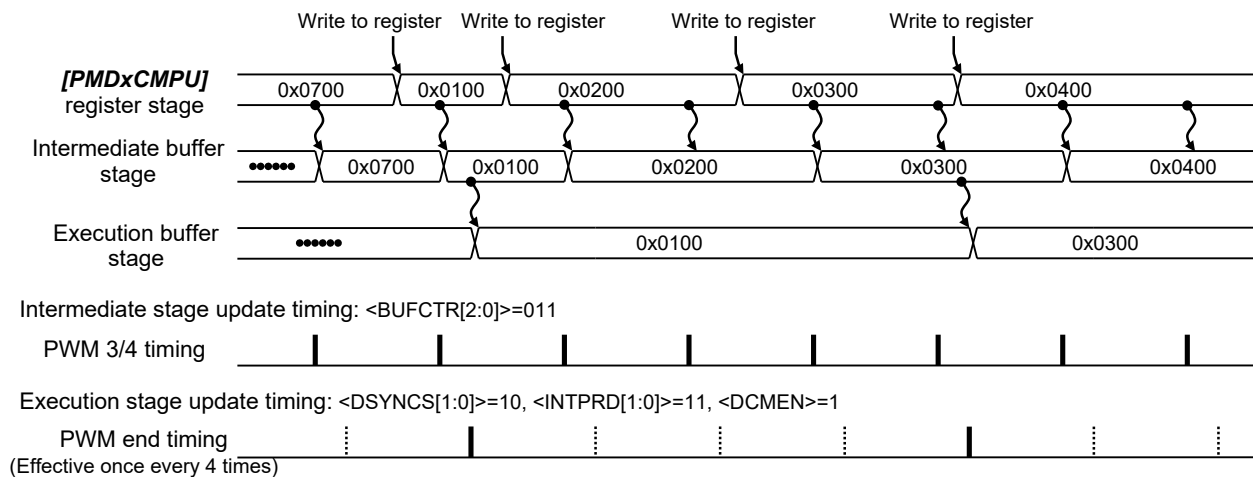 Write to register Write to register Write to register Write to register
[PMDxCMPU]
register stage
0x0700 0x0100 0x0200 0x0300 0x0400
Intermediate buffer
stage
0x0700 0x0100 0x0200 0x0300 0x0400
Execution buffer
stage
0x0100 0x0300
Intermediate stage update timing: <BUFCTR[2:0]>=011
PWM 3/4 timing
Execution stage update timing: <DSYNCS[1:0]>=10, <INTPRD[1:0]>=11, <DCMEN>=1
PWM end timing
(Effective once every 4 times)